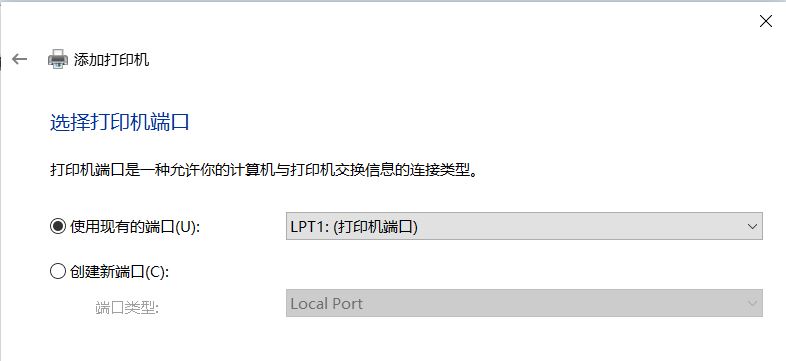 添加打印机
选择打印机端口
打印机端口是一种允许你的计算机与打印机交换信息的连接类型。
使用现有的端口(U): LPT1: (打印机端口)
创建新端口(C):
端口类型: Local Port